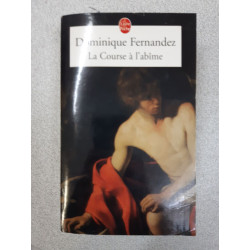 Dominique Fernandez
La Course à l'abîme